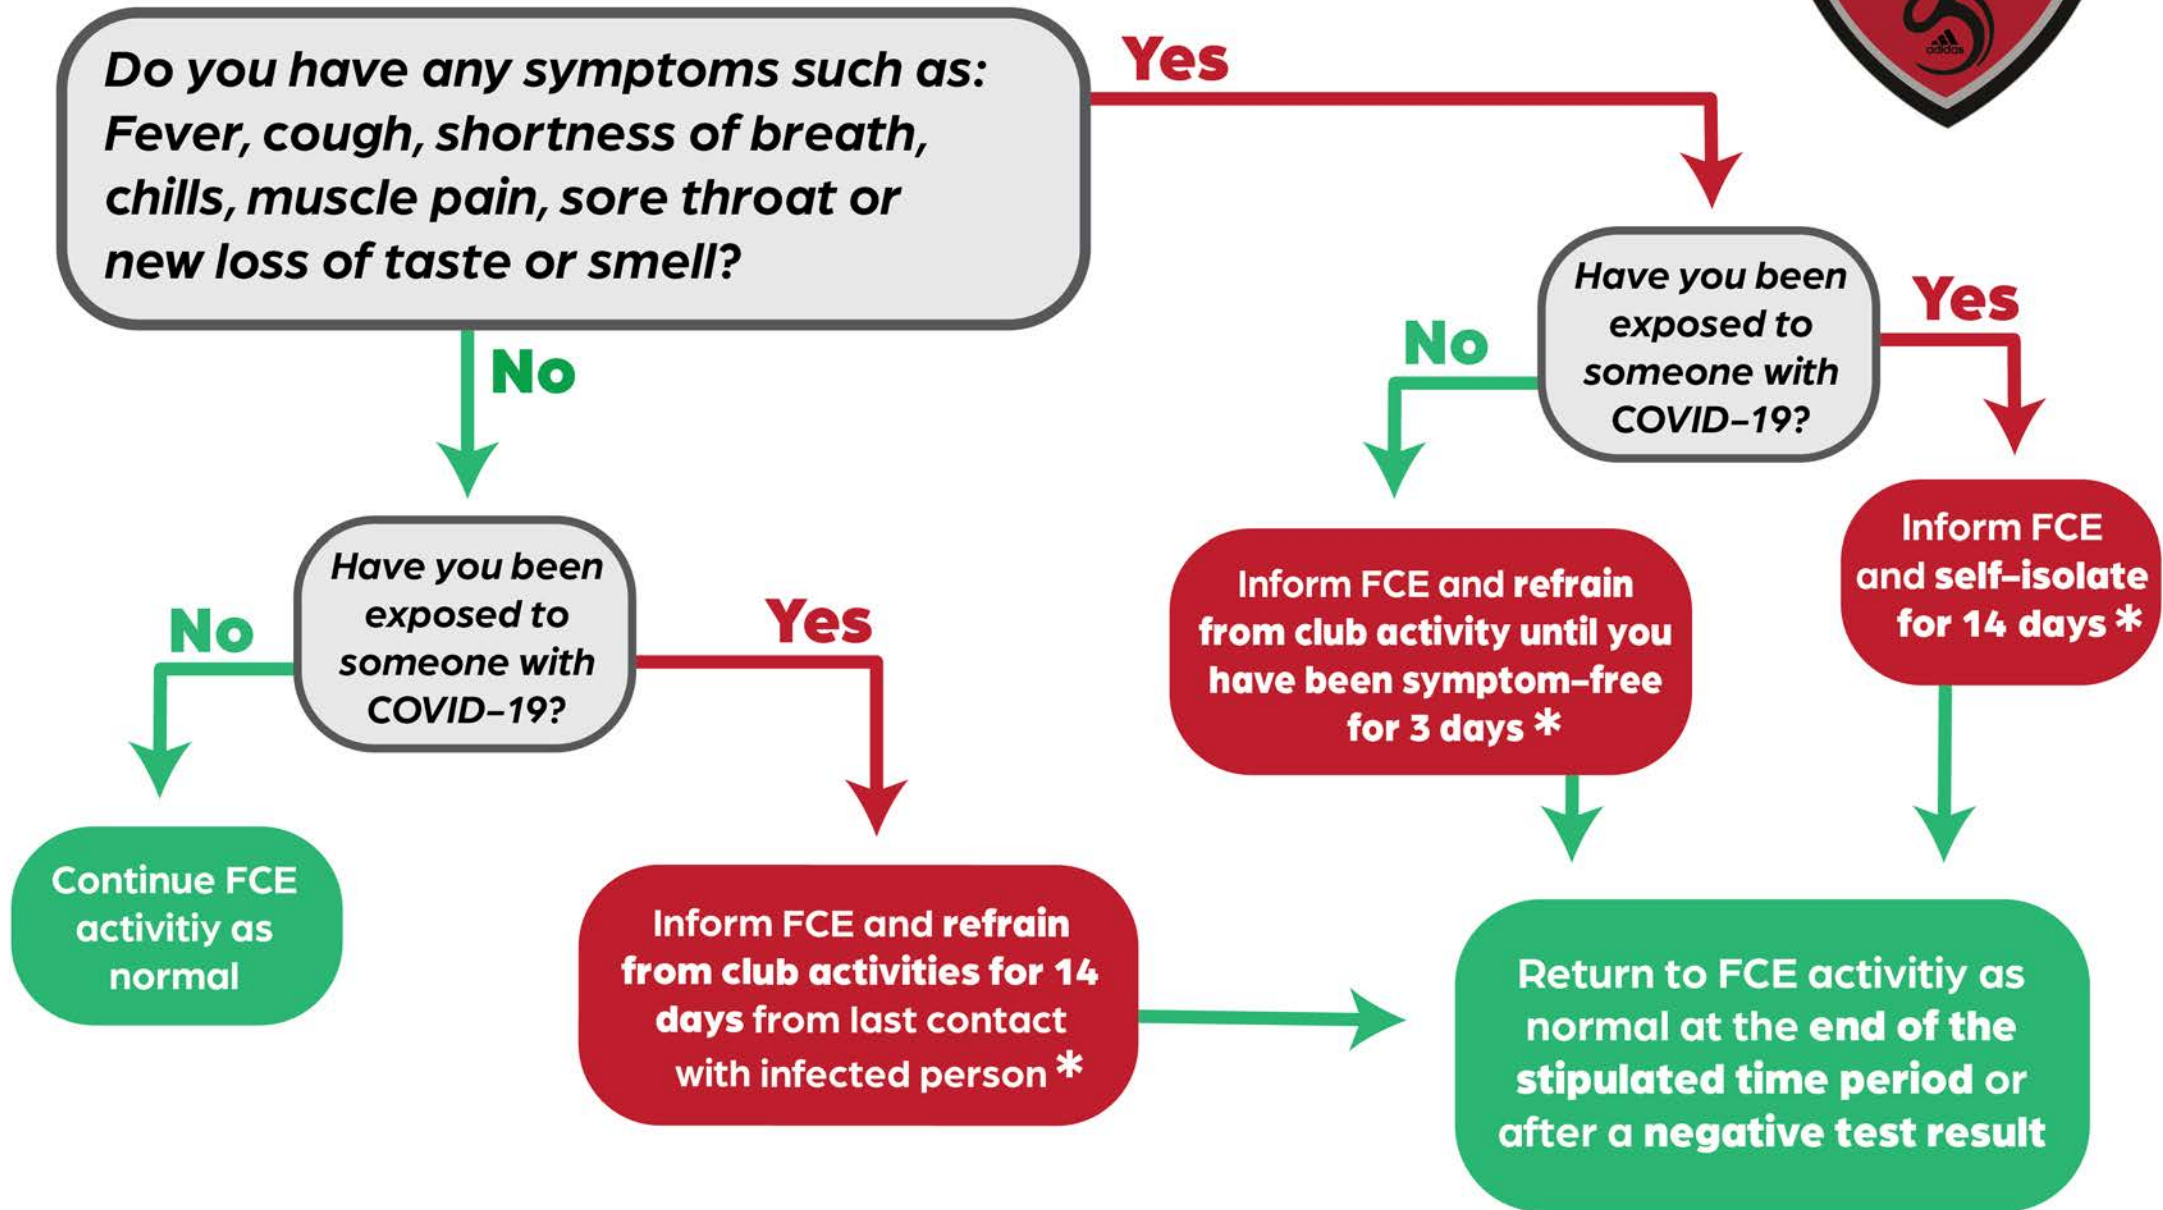 Do you have any symptoms such as:
Fever, cough, shortness of breath,
chills, muscle pain, sore throat or
new loss of taste or smell?
Yes
adidas
No
Have you been
exposed to
someone with
COVID-19?
Yes
No
Inform FCE
and self-isolate
for 14 days *
Inform FCE and refrain
from club activity until you
have been symptom-free
for 3 days *
Have you been
exposed to
someone with
COVID-19?
No
Yes
Continue FCE
activitiy as
normal
Inform FCE and refrain
from club activities for 14
days from last contact
with infected person *
Return to FCE activitiy as
normal at the end of the
stipulated time period or
after a negative test result